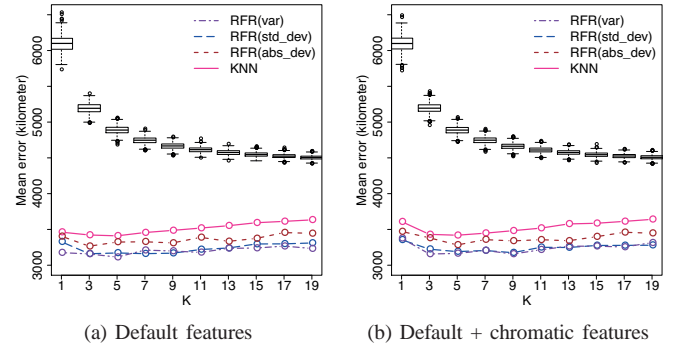 RFR(var)
RFR(std_dev)
RFR(abs_dev)
KNN
Mean error (kilometer)
6000
5000
4000
3000
1 3 5 7 9 11 13 15 17 19
K
(a) Default features
RFR(var)
RFR(std_dev)
RFR(abs_dev)
KNN
Mean error (kilometer)
6000
5000
4000
3000
1 3 5 7 9 11 13 15 17 19
K
(b) Default + chromatic features